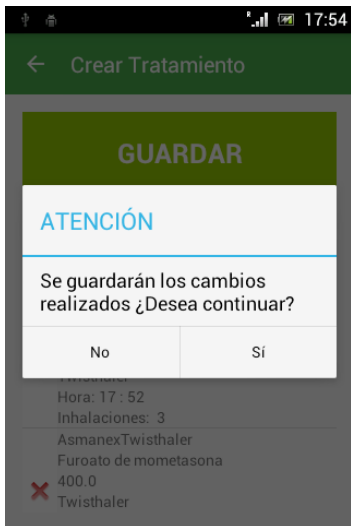 R
17:54
Crear Tratamiento
GUARDAR
ATENCIÓN
Se guardarán los cambios
realizados ¿Desea continuar?
No
Sí
Twisthaler
Hora: 17 : 52
Inhalaciones: 3
AsmanexTwisthaler
Furoato de mometasona
400.0
Twisthaler